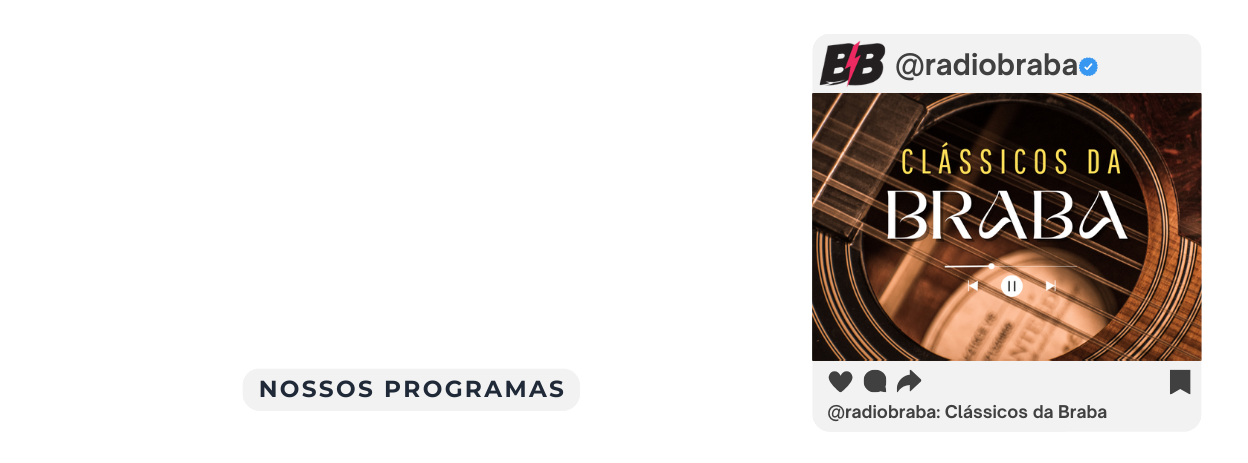 BB
@radiobraba
CLÁSSICOS DA
BRABA
NOSSOS PROGRAMAS
@radiobraba: Clássicos da Braba